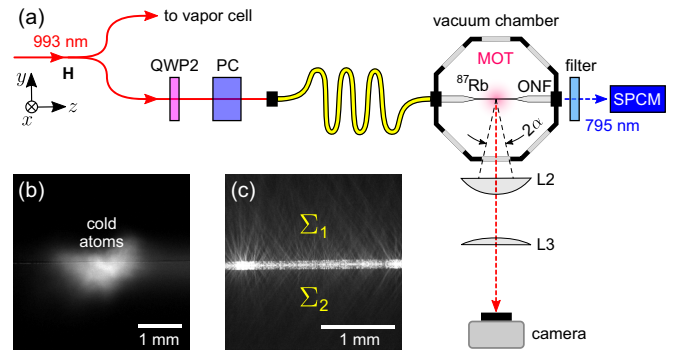 (a)
to vapor cell
993 nm
H
y
x
z
QWP2
PC
vacuum chamber
MOT
⁸⁷Rb
ONF
filter
SPCM
795 nm
2α
L2
L3
camera
(b)
cold
atoms
1 mm
(c)
Σ₁
Σ₂
1 mm